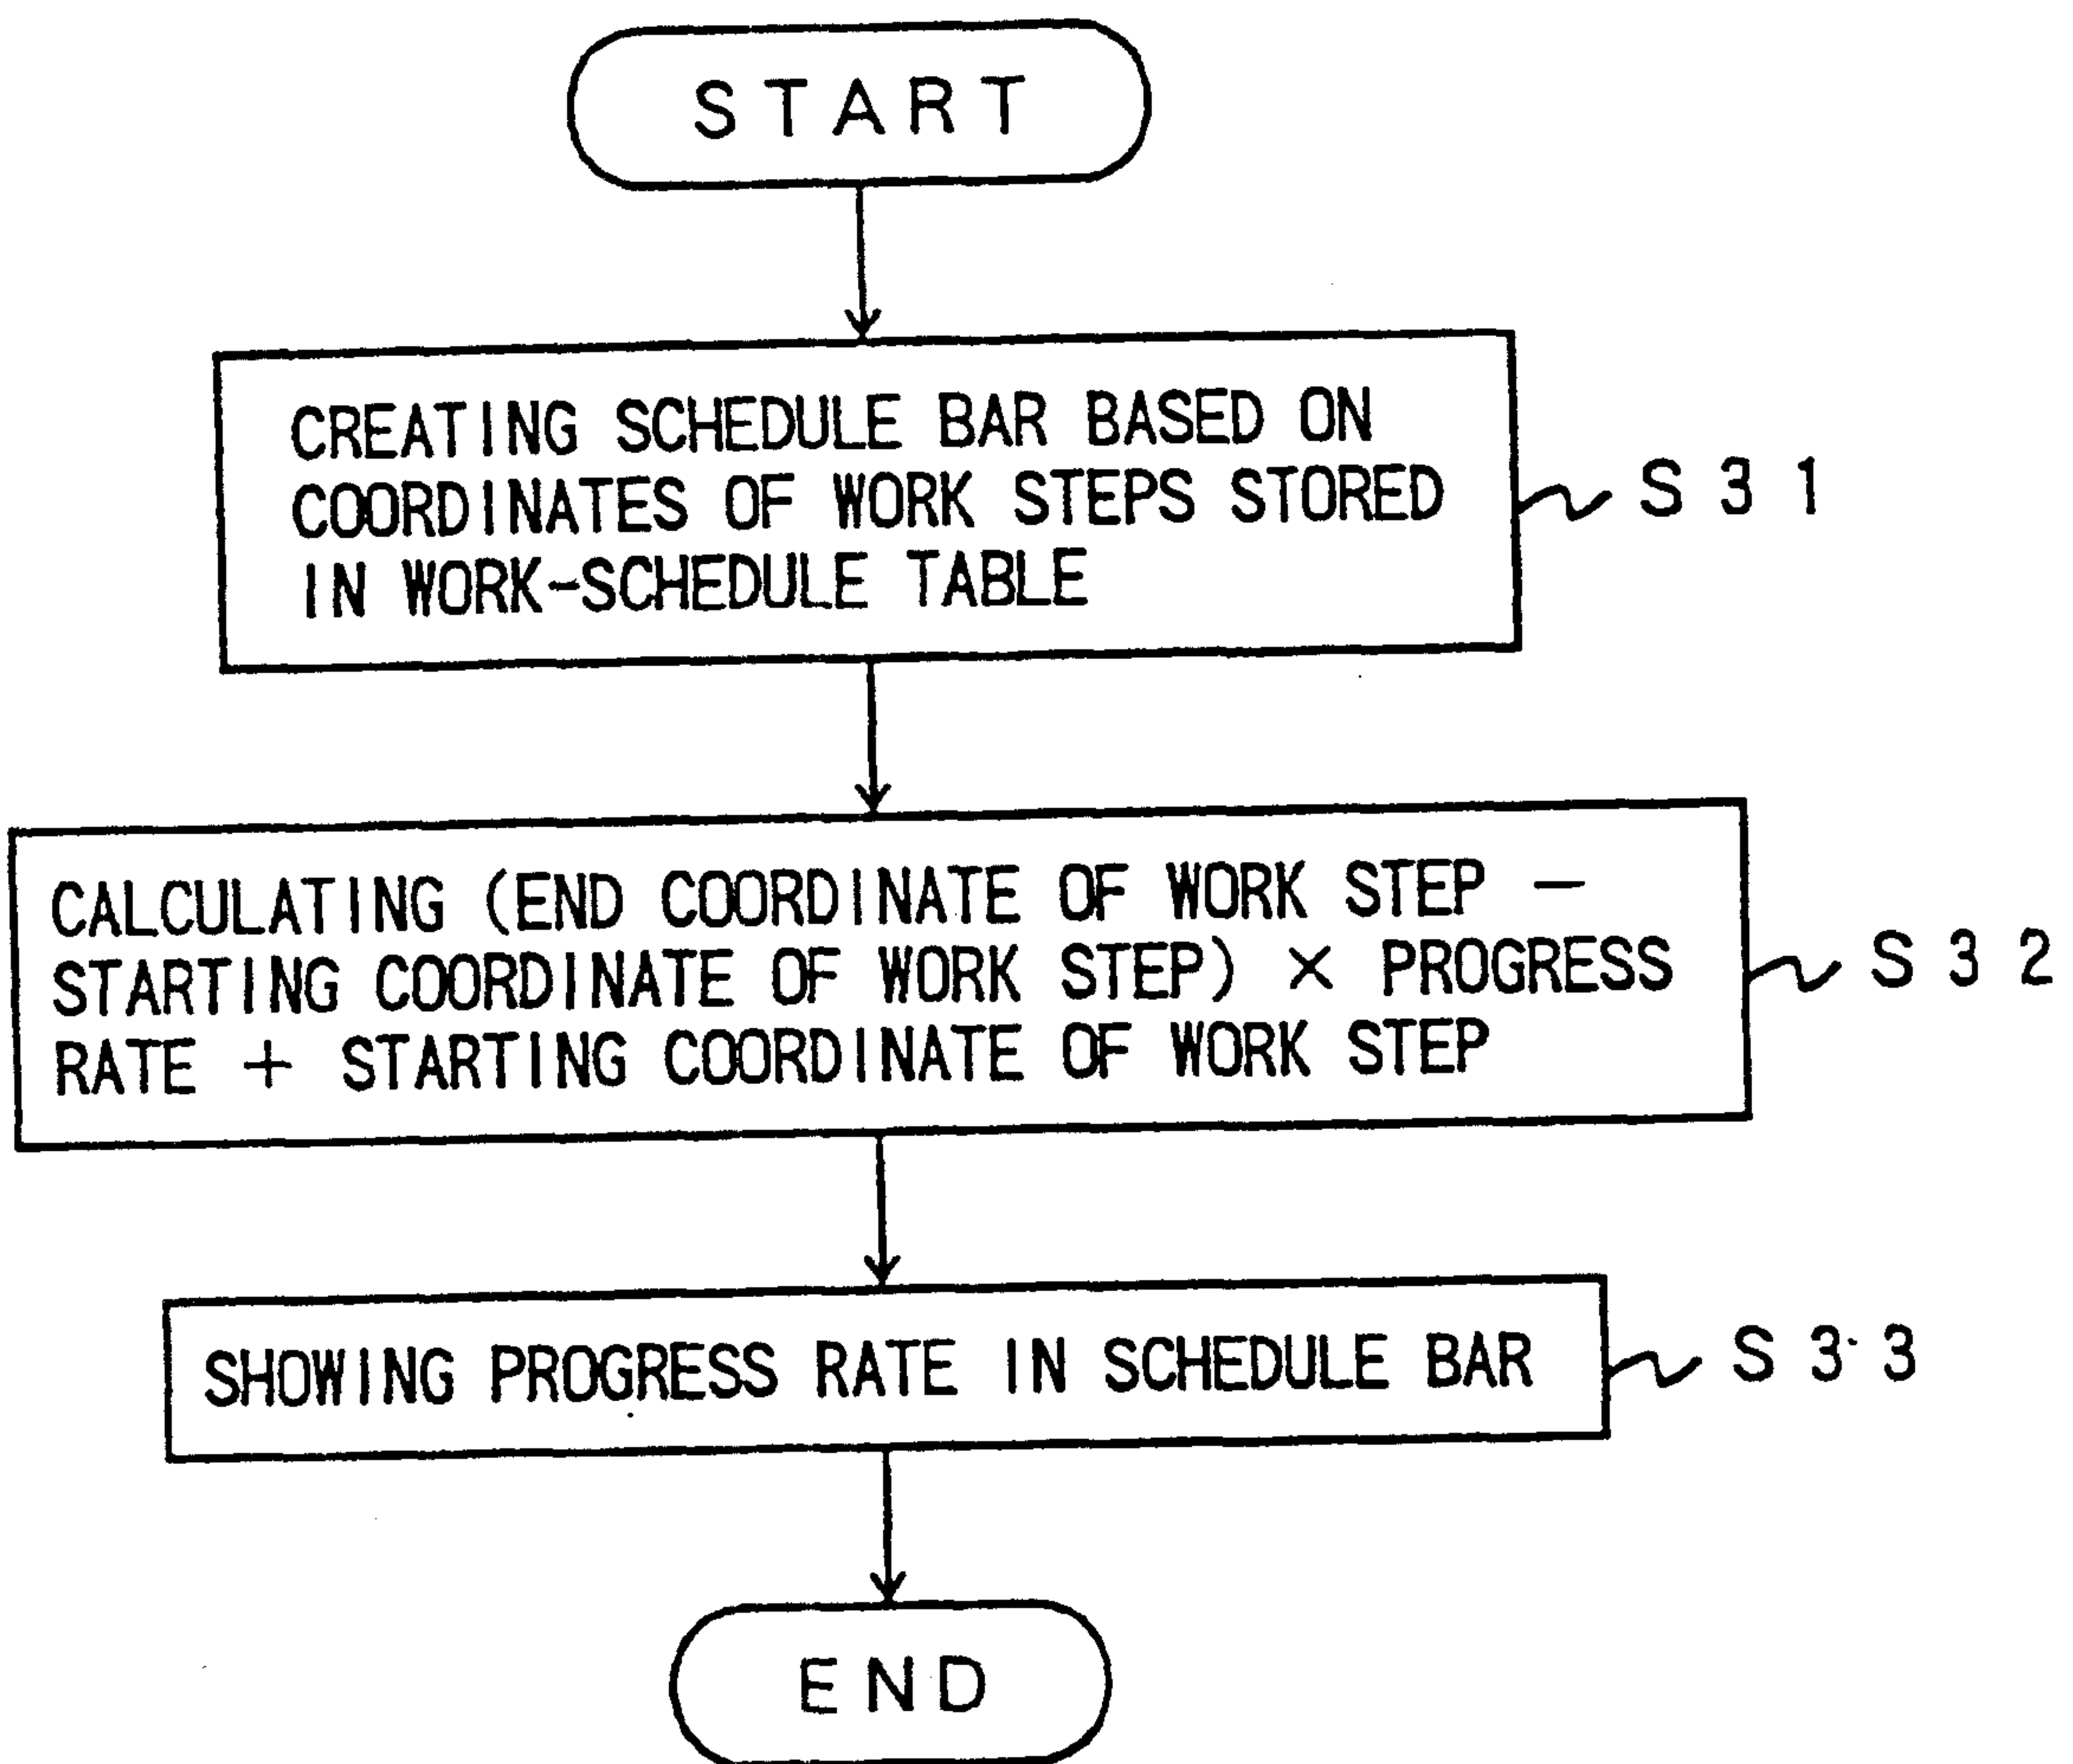 START
CREATING SCHEDULE BAR BASED ON
COORDINATES OF WORK STEPS STORED
IN WORK-SCHEDULE TABLE
S31
CALCULATING (END COORDINATE OF WORK STEP —
STARTING COORDINATE OF WORK STEP) × PROGRESS
RATE + STARTING COORDINATE OF WORK STEP
S32
SHOWING PROGRESS RATE IN SCHEDULE BAR
S33
END